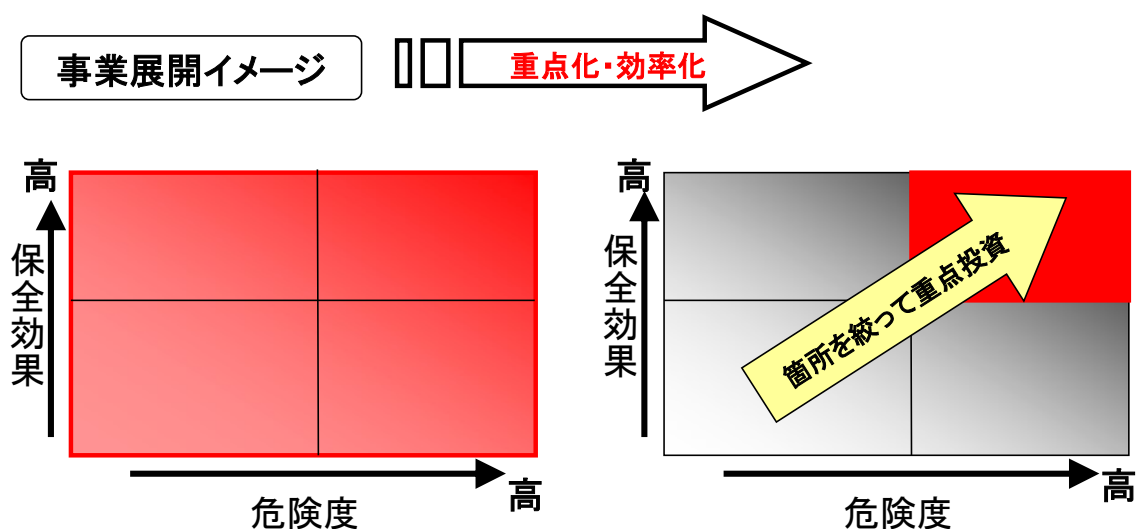 事業展開イメージ
重点化・効率化
高
保全効果
危険度
高
高
保全効果
箇所を絞って重点投資
危険度
高